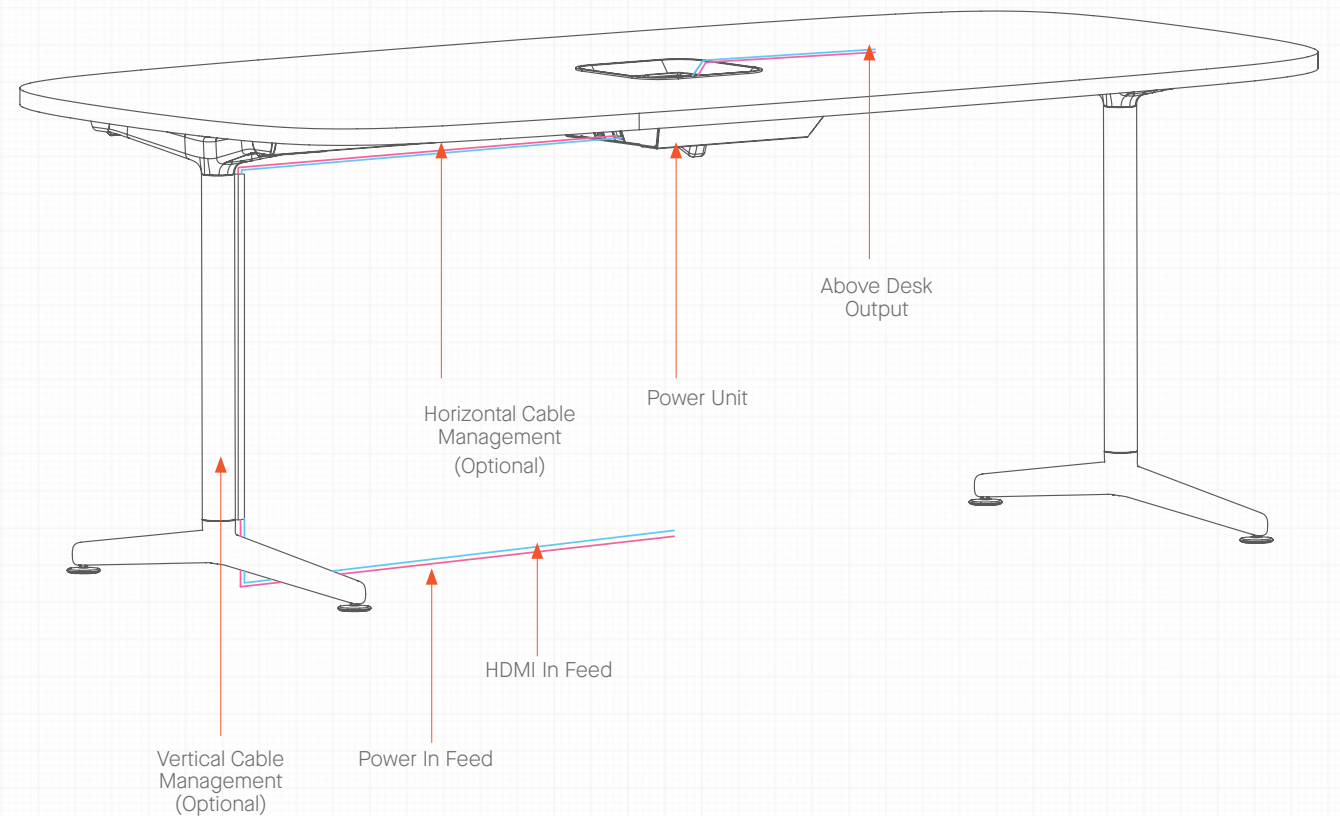 Above Desk
Output
Power Unit
Horizontal Cable
Management
(Optional)
HDMI In Feed
Power In Feed
Vertical Cable
Management
(Optional)